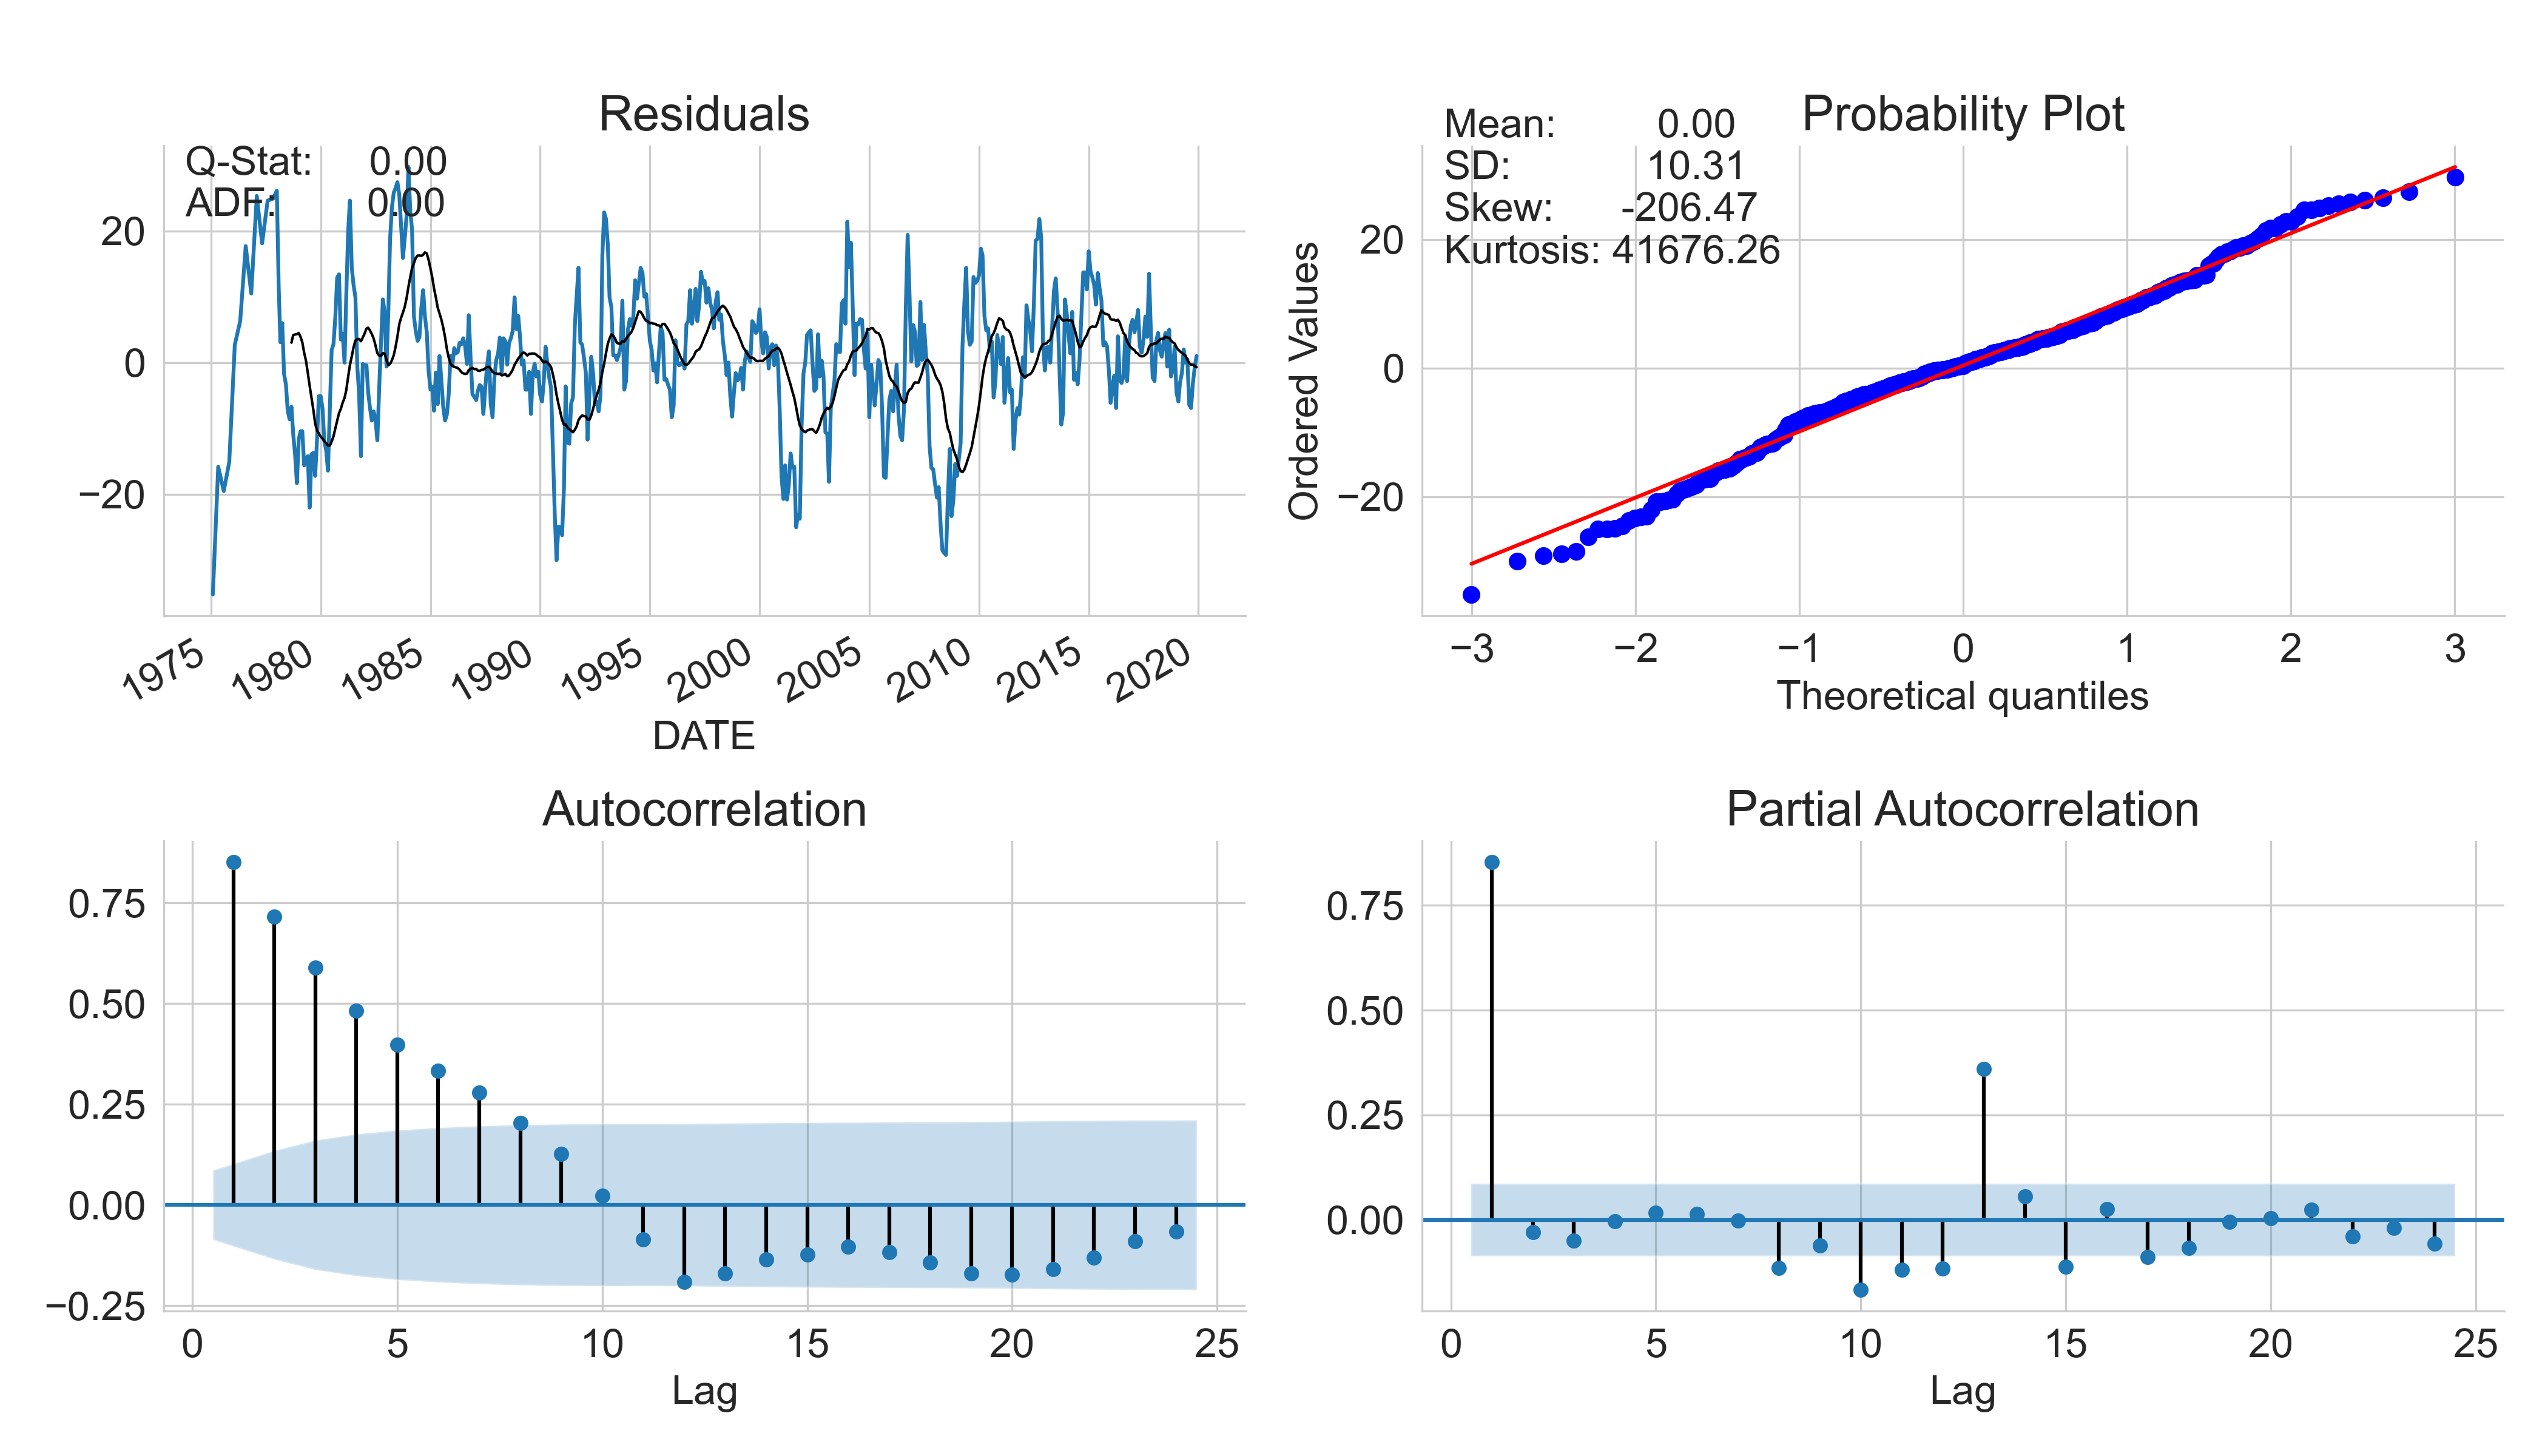 Residuals
Q-Stat: 0.00
ADF: 0.00
20
0
−20
1975 1980 1985 1990 1995 2000 2005 2010 2015 2020
DATE
Probability Plot
Mean: 0.00
SD: 10.31
Skew: -206.47
Kurtosis: 41676.26
Ordered Values
20
0
−20
−3 −2 −1 0 1 2 3
Theoretical quantiles
Autocorrelation
0.75
0.50
0.25
0.00
−0.25
0 5 10 15 20 25
Lag
Partial Autocorrelation
0.75
0.50
0.25
0.00
0 5 10 15 20 25
Lag